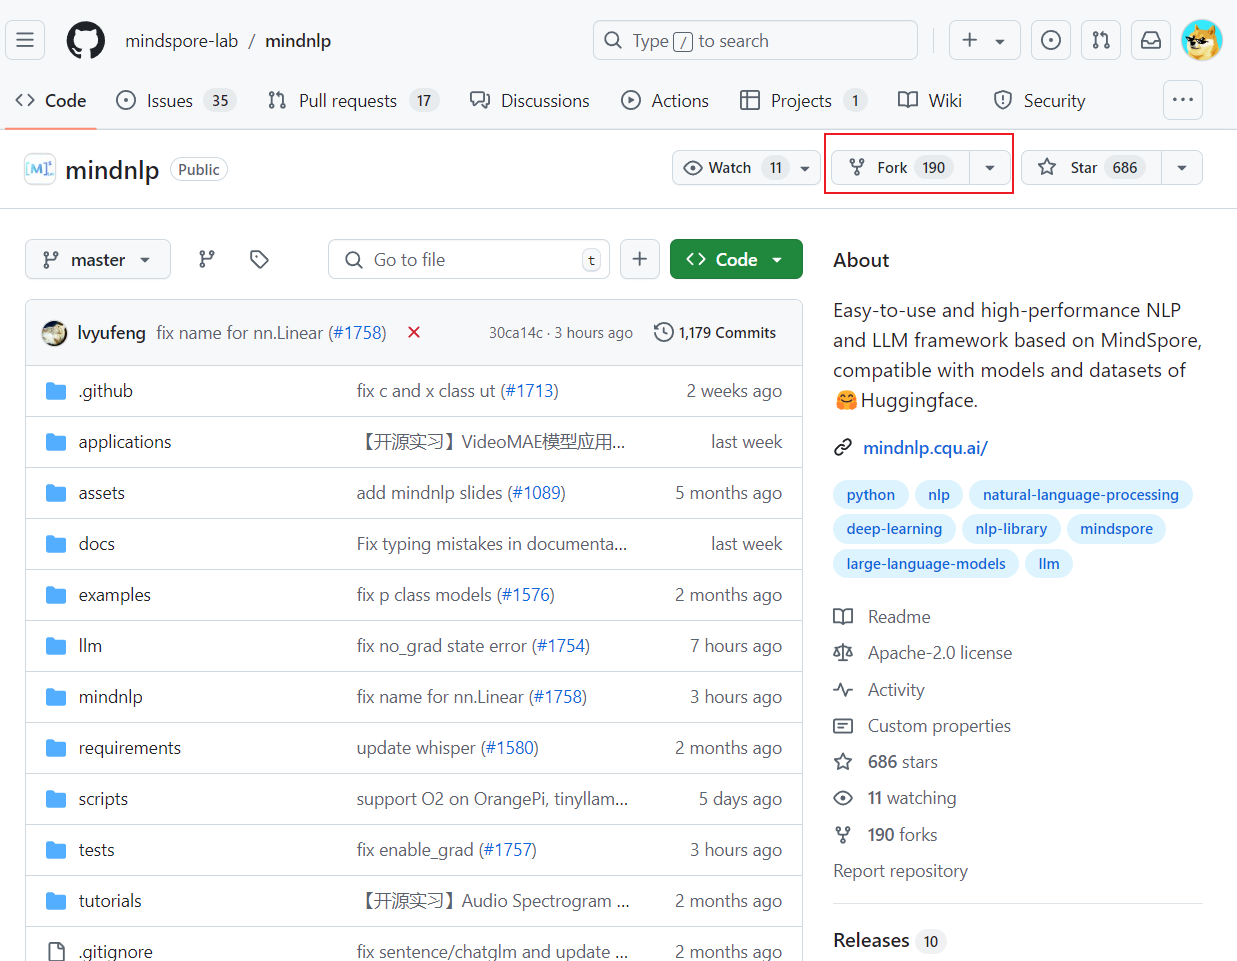 mindspore-lab / mindnlp
Type / to search
Code
Issues 35
Pull requests 17
Discussions
Actions
Projects 1
Wiki
Security
mindnlp Public
Watch 11
Fork 190
Star 686
master
Go to file t
Code
lvyufeng fix name for nn.Linear (#1758)
30ca14c · 3 hours ago
1,179 Commits
.github fix c and x class ut (#1713) 2 weeks ago
applications 【开源实习】VideoMAE模型应用... last week
assets add mindnlp slides (#1089) 5 months ago
docs Fix typing mistakes in documenta... last week
examples fix p class models (#1576) 2 months ago
llm fix no_grad state error (#1754) 7 hours ago
mindnlp fix name for nn.Linear (#1758) 3 hours ago
requirements update whisper (#1580) 2 months ago
scripts support O2 on OrangePi, tinyllam... 5 days ago
tests fix enable_grad (#1757) 3 hours ago
tutorials 【开源实习】Audio Spectrogram ... 2 months ago
.gitignore fix sentence/chatglm and update ... 2 months ago
About
Easy-to-use and high-performance NLP
and LLM framework based on MindSpore,
compatible with models and datasets of
🤗Huggingface.
mindnlp.cqu.ai/
python nlp natural-language-processing
deep-learning nlp-library mindspore
large-language-models llm
Readme
Apache-2.0 license
Activity
Custom properties
686 stars
11 watching
190 forks
Report repository
Releases 10